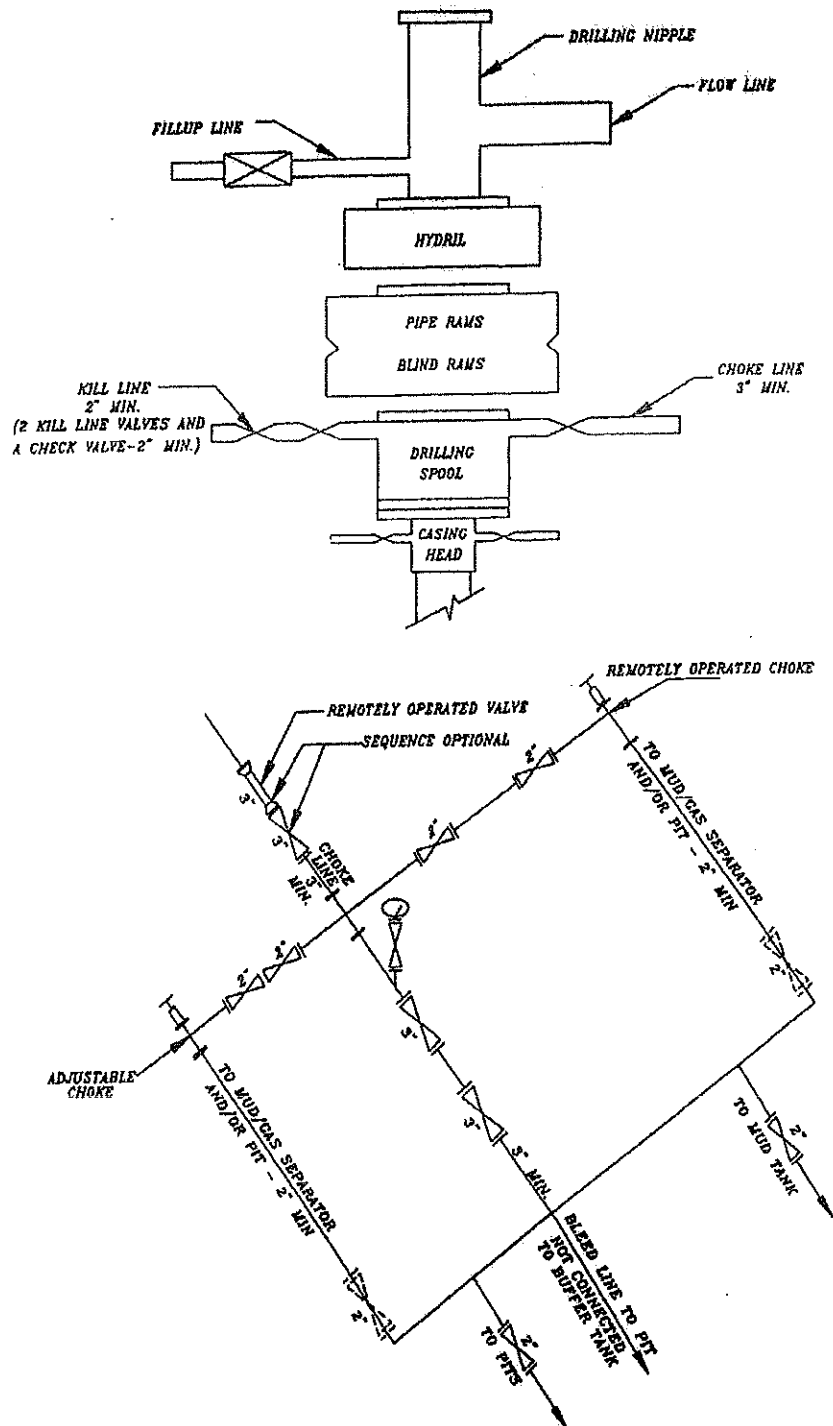 DRILLING NIPPLE
FLOW LINE
FILLUP LINE
HYDRIL
PIPE RAMS
BLIND RAMS
KILL LINE
2" MIN.
(2 KILL LINE VALVES AND
A CHECK VALVE-2" MIN.)
CHOKE LINE
3" MIN.
DRILLING
SPOOL
CASING
HEAD
REMOTELY OPERATED CHOKE
REMOTELY OPERATED VALVE
SEQUENCE OPTIONAL
3"
3"
CHOKE
LINE
3"
MIN.
2"
2"
TO MUD/GAS SEPARATOR
AND/OR PIT - 2" MIN
2"
2"
2"
3"
2"
ADJUSTABLE
CHOKE
TO MUD/GAS SEPARATOR
AND/OR PIT - 2" MIN
3"
3" MIN.
2"
TO MUD TANK
BLEED LINE TO PIT
NOT CONNECTED
TO BUFFER TANK
2"
2"
TO PITS